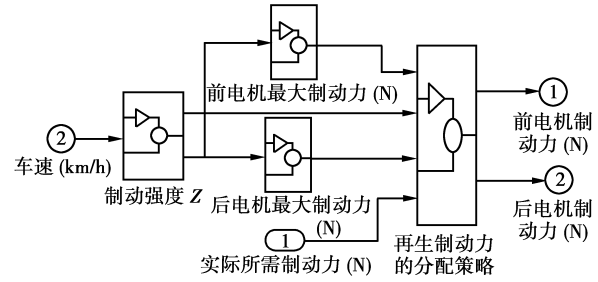 前电机最大制动力 (N)
1
前电机制
动力 (N)
2
车速 (km/h)
制动强度 Z
后电机最大制动力
(N)
2
后电机制
动力 (N)
1
实际所需制动力 (N)
再生制动力
的分配策略